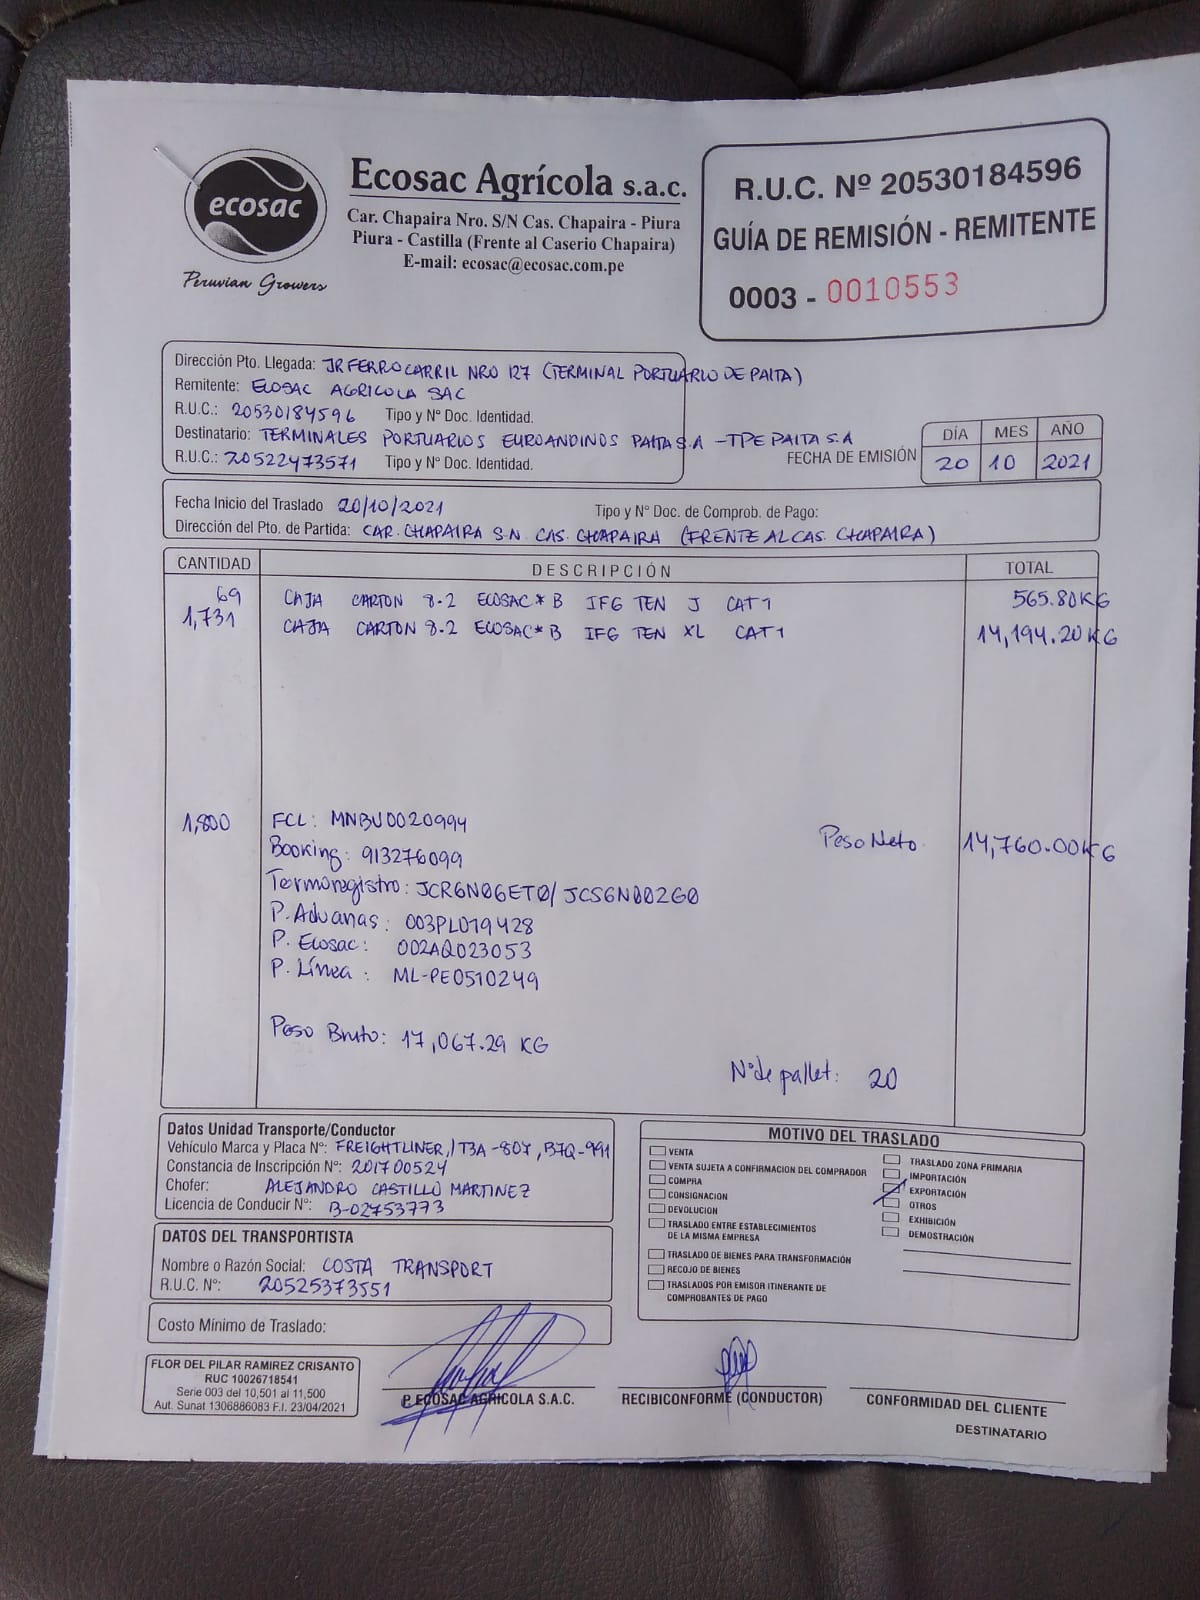 ecosac
Peruvian Growers
Ecosac Agrícola s.a.c.
Car. Chapaira Nro. S/N Cas. Chapaira - Piura
Piura - Castilla (Frente al Caserio Chapaira)
E-mail: ecosac@ecosac.com.pe
R.U.C. Nº 20530184596
GUÍA DE REMISIÓN - REMITENTE
0003 - 0010553
Dirección Pto. Llegada: JR FERROCARRIL NRO 127 (TERMINAL PORTUARIO DE PAITA)
Remitente: ECOSAC AGRICOLA SAC
R.U.C.: 20530184596 Tipo y Nº Doc. Identidad.
Destinatario: TERMINALES PORTUARIOS EUROANDINOS PAITA S.A - TPE PAITA S.A
R.U.C.: 20522473571 Tipo y Nº Doc. Identidad.
FECHA DE EMISIÓN
DÍA MES AÑO
20 10 2021
Fecha Inicio del Traslado 20/10/2021 Tipo y Nº Doc. de Comprob. de Pago:
Dirección del Pto. de Partida: CAR. CHAPAIRA S.N CAS. CHAPAIRA (FRENTE AL CAS. CHAPAIRA)
CANTIDAD DESCRIPCIÓN TOTAL
69 CAJA CARTON 8.2 ECOSAC*B IFG TEN J CAT1 565.80KG
1,731 CAJA CARTON 8.2 ECOSAC*B IFG TEN XL CAT1 14,194.20KG
1,800 FCL: MNBU0020994 Peso Neto 14,760.00KG
Booking: 913276099
Termoregistro: JCR6N06ET0/JCS6N002G0
P. Aduanas: 003PL079428
P. Ecosac: 002AQ023053
P. Línea: ML-PE0510249
Peso Bruto: 17,067.29 KG
Nº de pallet: 20
Datos Unidad Transporte/Conductor
Vehículo Marca y Placa Nº: FREIGHTLINER,/T3A-807, B7Q-991
Constancia de Inscripción Nº: 201700524
Chofer: ALEJANDRO CASTILLO MARTINEZ
Licencia de Conducir Nº: B-02753773
DATOS DEL TRANSPORTISTA
Nombre o Razón Social: COSTA TRANSPORT
R.U.C. Nº: 20525373551
Costo Mínimo de Traslado:
MOTIVO DEL TRASLADO
VENTA
VENTA SUJETA A CONFIRMACION DEL COMPRADOR
COMPRA
CONSIGNACION
DEVOLUCION
TRASLADO ENTRE ESTABLECIMIENTOS
DE LA MISMA EMPRESA
TRASLADO DE BIENES PARA TRANSFORMACIÓN
RECOJO DE BIENES
TRASLADOS POR EMISOR ITINERANTE DE
COMPROBANTES DE PAGO
TRASLADO ZONA PRIMARIA
IMPORTACIÓN
EXPORTACIÓN
OTROS
EXHIBICIÓN
DEMOSTRACIÓN
FLOR DEL PILAR RAMIREZ CRISANTO
RUC 10026718541
Serie 003 del 10,501 al 11,500
Aut. Sunat 1306886083 F.I. 23/04/2021
P. ECOSAC AGRICOLA S.A.C.
RECIBI CONFORME (CONDUCTOR)
CONFORMIDAD DEL CLIENTE
DESTINATARIO